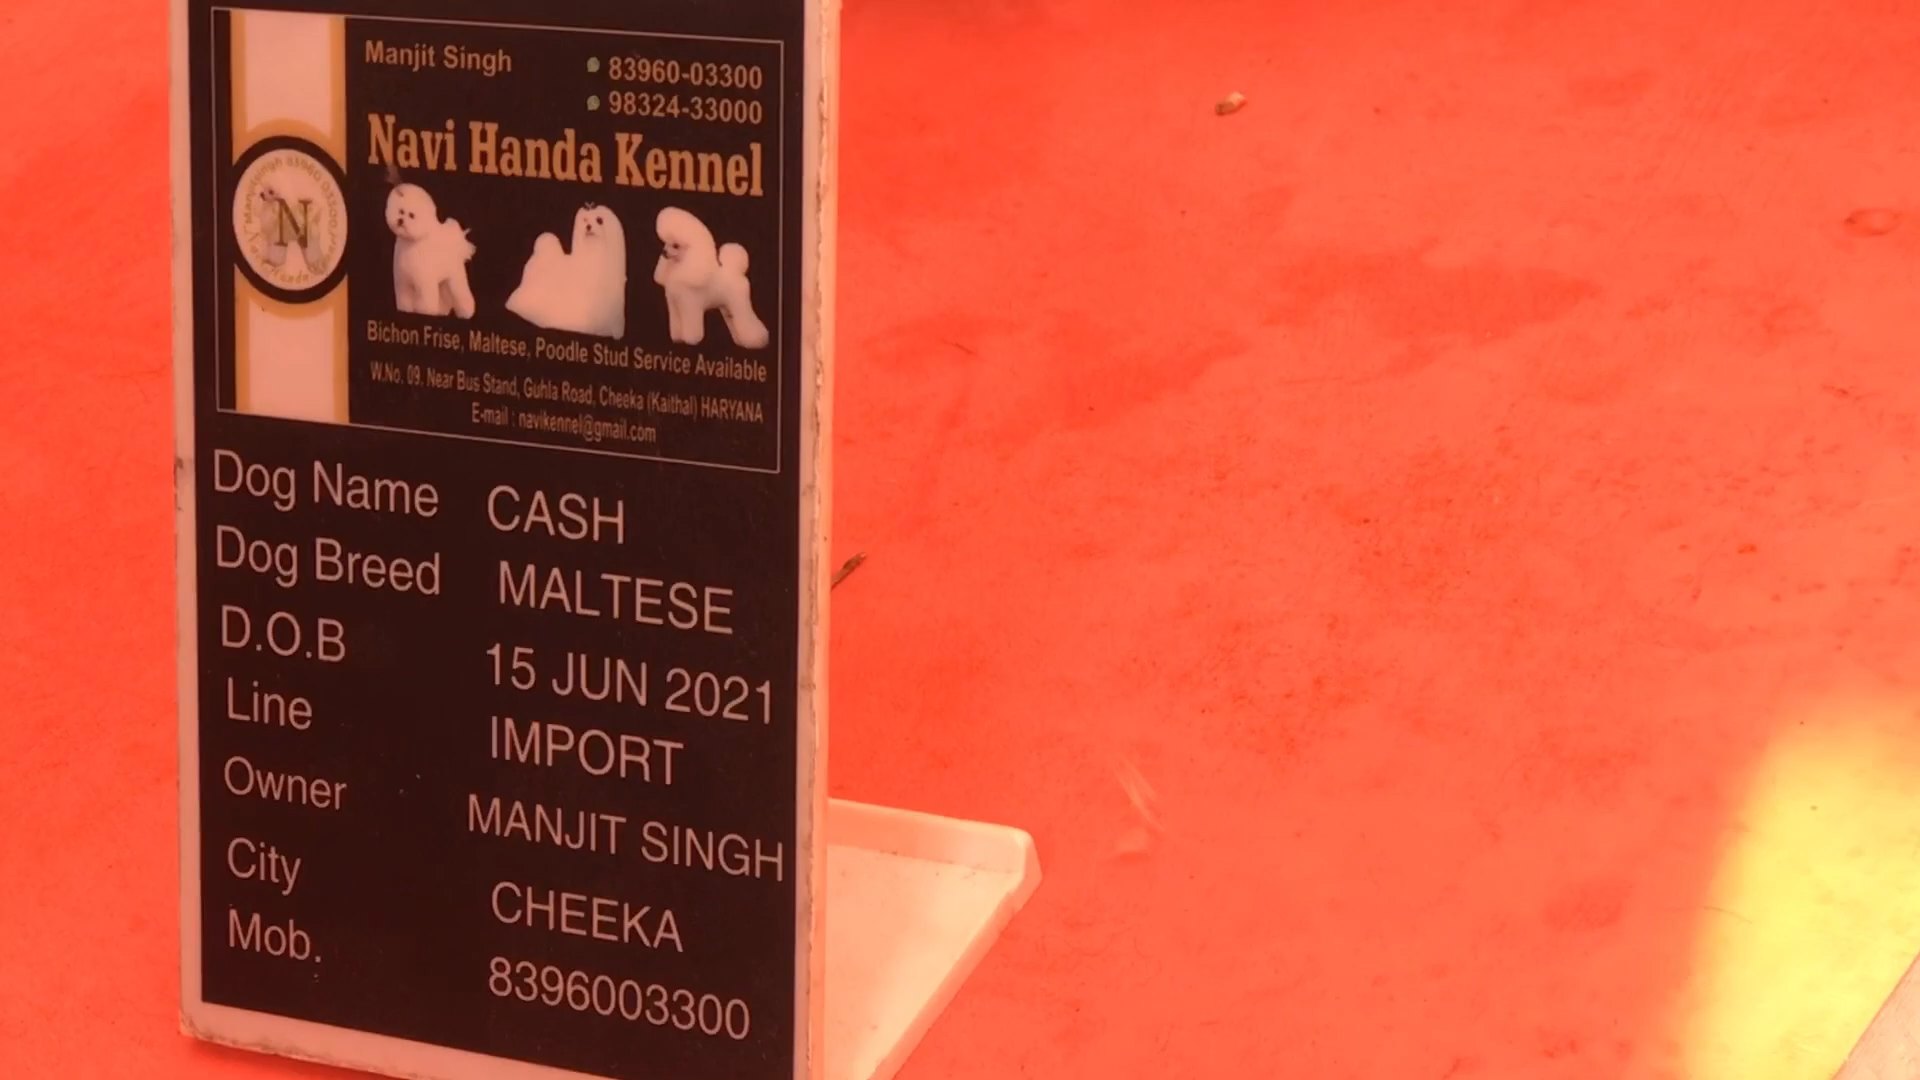 Manjit Singh
83960-03300
98324-33000
Navi Handa Kennel
N
Bichon Frise, Maltese, Poodle Stud Service Available
W.No. 09, Near Bus Stand, Guhla Road, Cheeka (Kaithal) HARYANA
E-mail : navikennel@gmail.com
Dog Name CASH
Dog Breed MALTESE
D.O.B 15 JUN 2021
Line IMPORT
Owner MANJIT SINGH
City CHEEKA
Mob. 8396003300